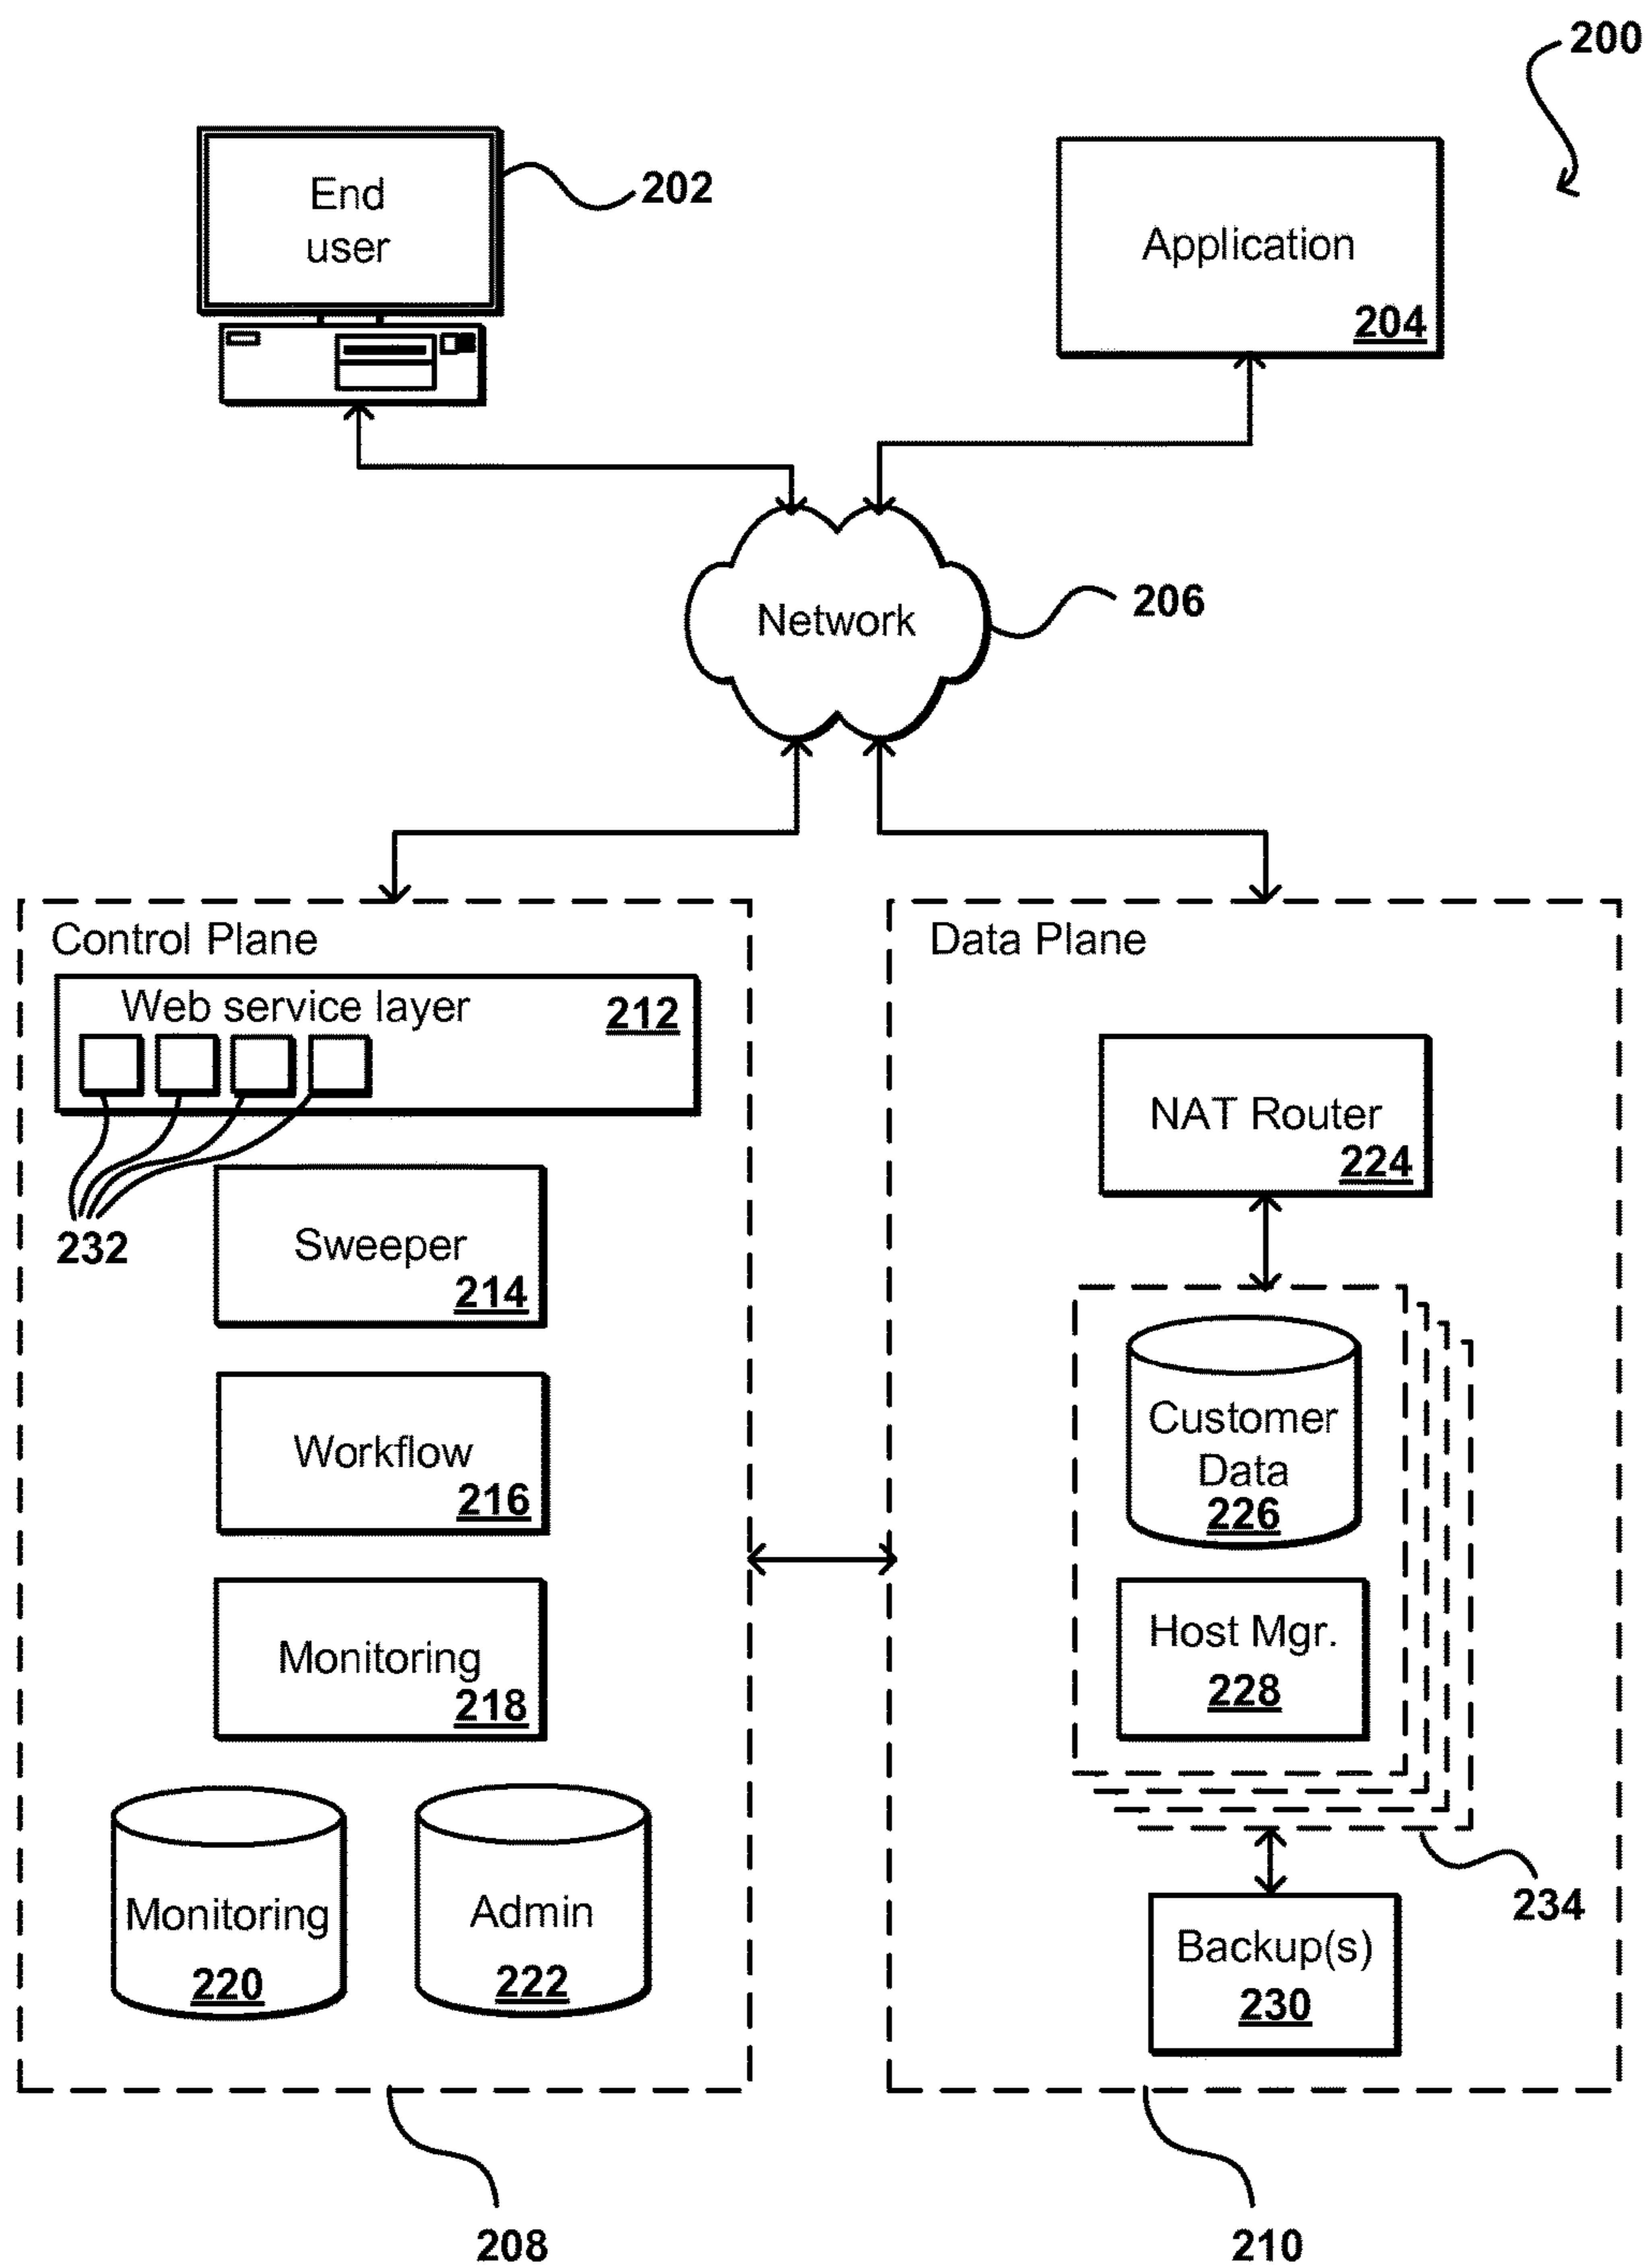 200
End
user
202
Application
204
Network
206
Control Plane
Web service layer
212
232
Sweeper
214
Workflow
216
Monitoring
218
Monitoring
220
Admin
222
208
Data Plane
NAT Router
224
Customer
Data
226
Host Mgr.
228
234
Backup(s)
230
210